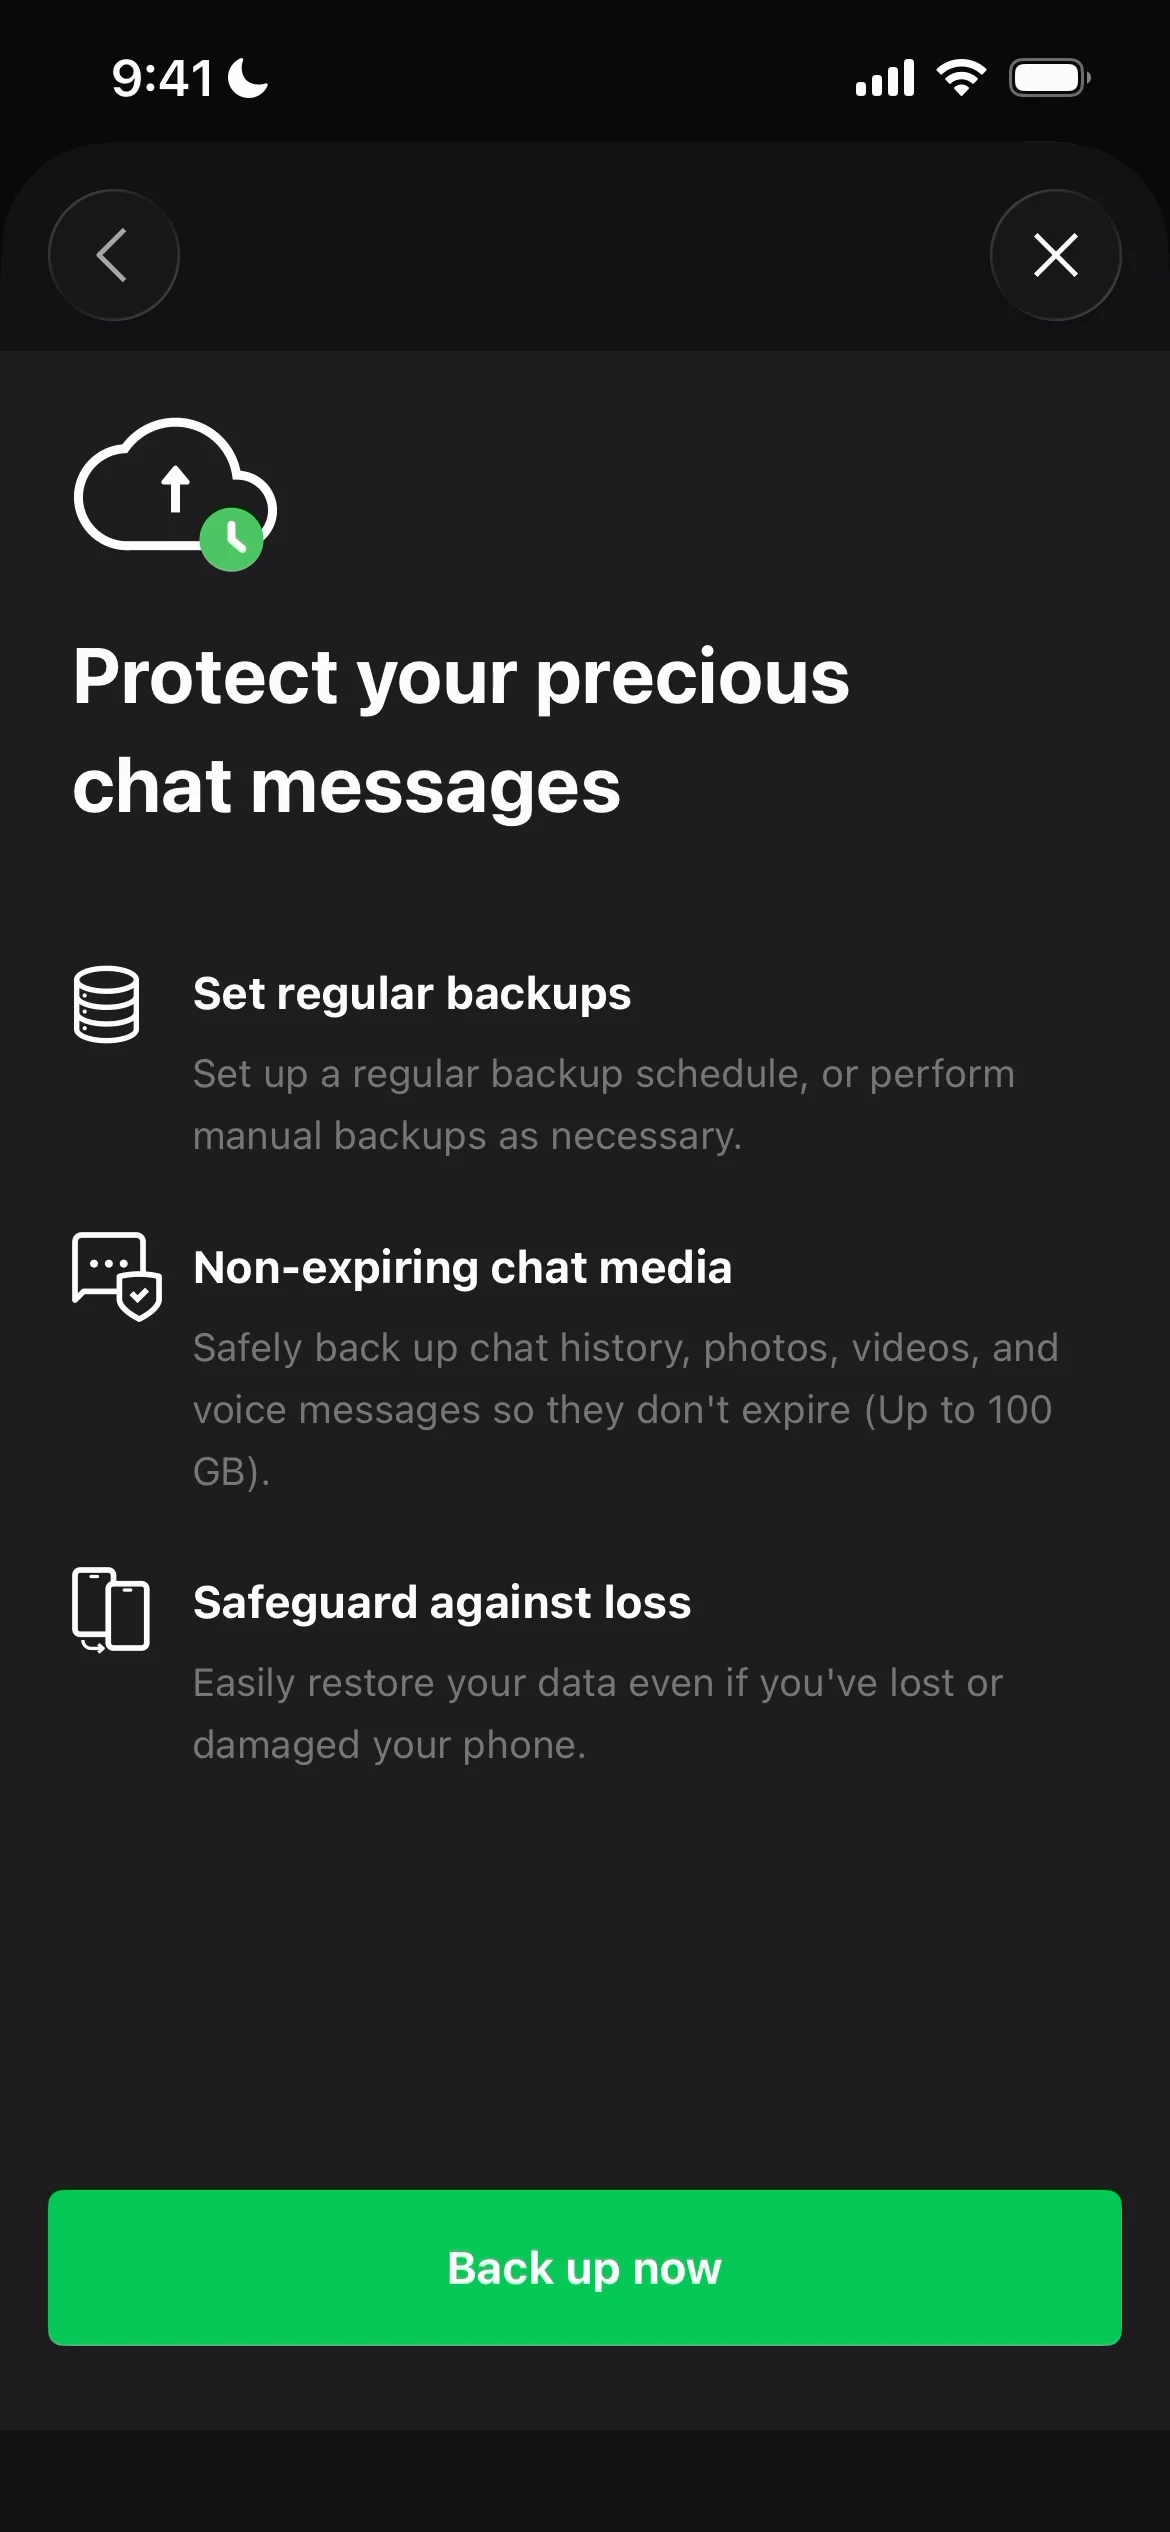 9:41
Protect your precious
chat messages
Set regular backups
Set up a regular backup schedule, or perform
manual backups as necessary.
Non-expiring chat media
Safely back up chat history, photos, videos, and
voice messages so they don't expire (Up to 100
GB).
Safeguard against loss
Easily restore your data even if you've lost or
damaged your phone.
Back up now